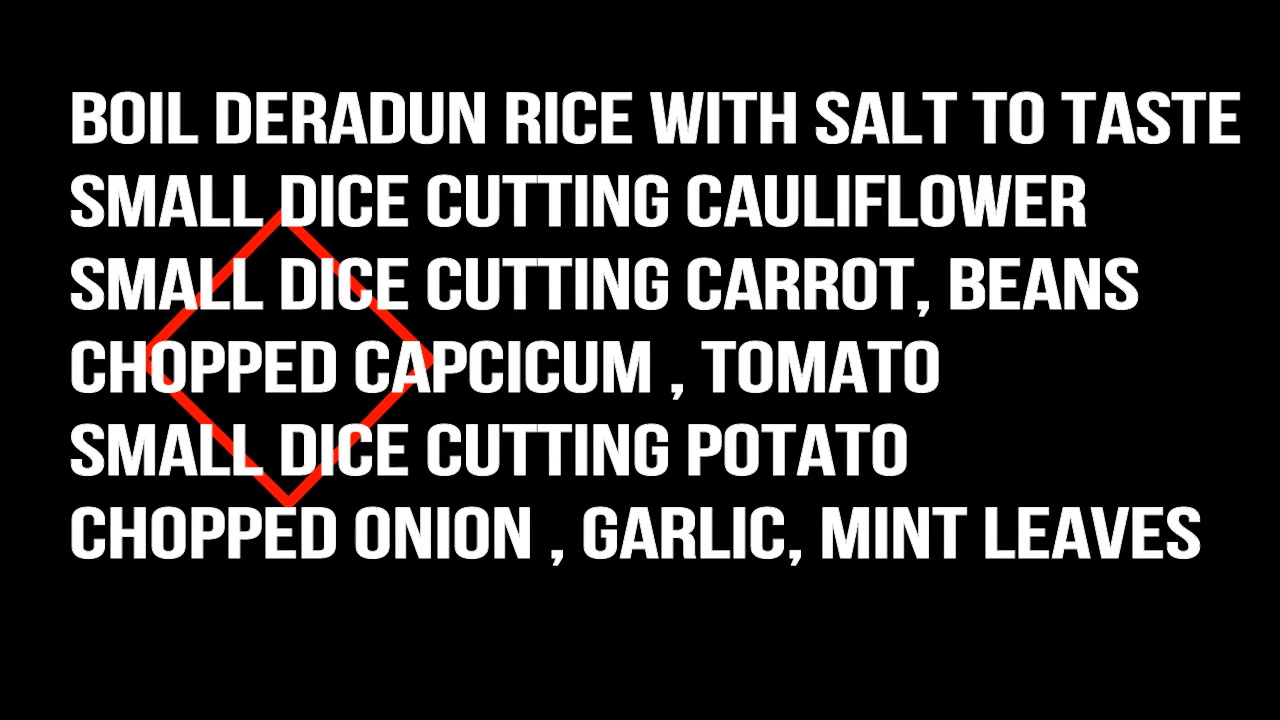 BOIL DERADUN RICE WITH SALT TO TASTE
SMALL DICE CUTTING CAULIFLOWER
SMALL DICE CUTTING CARROT, BEANS
CHOPPED CAPCICUM , TOMATO
SMALL DICE CUTTING POTATO
CHOPPED ONION , GARLIC, MINT LEAVES